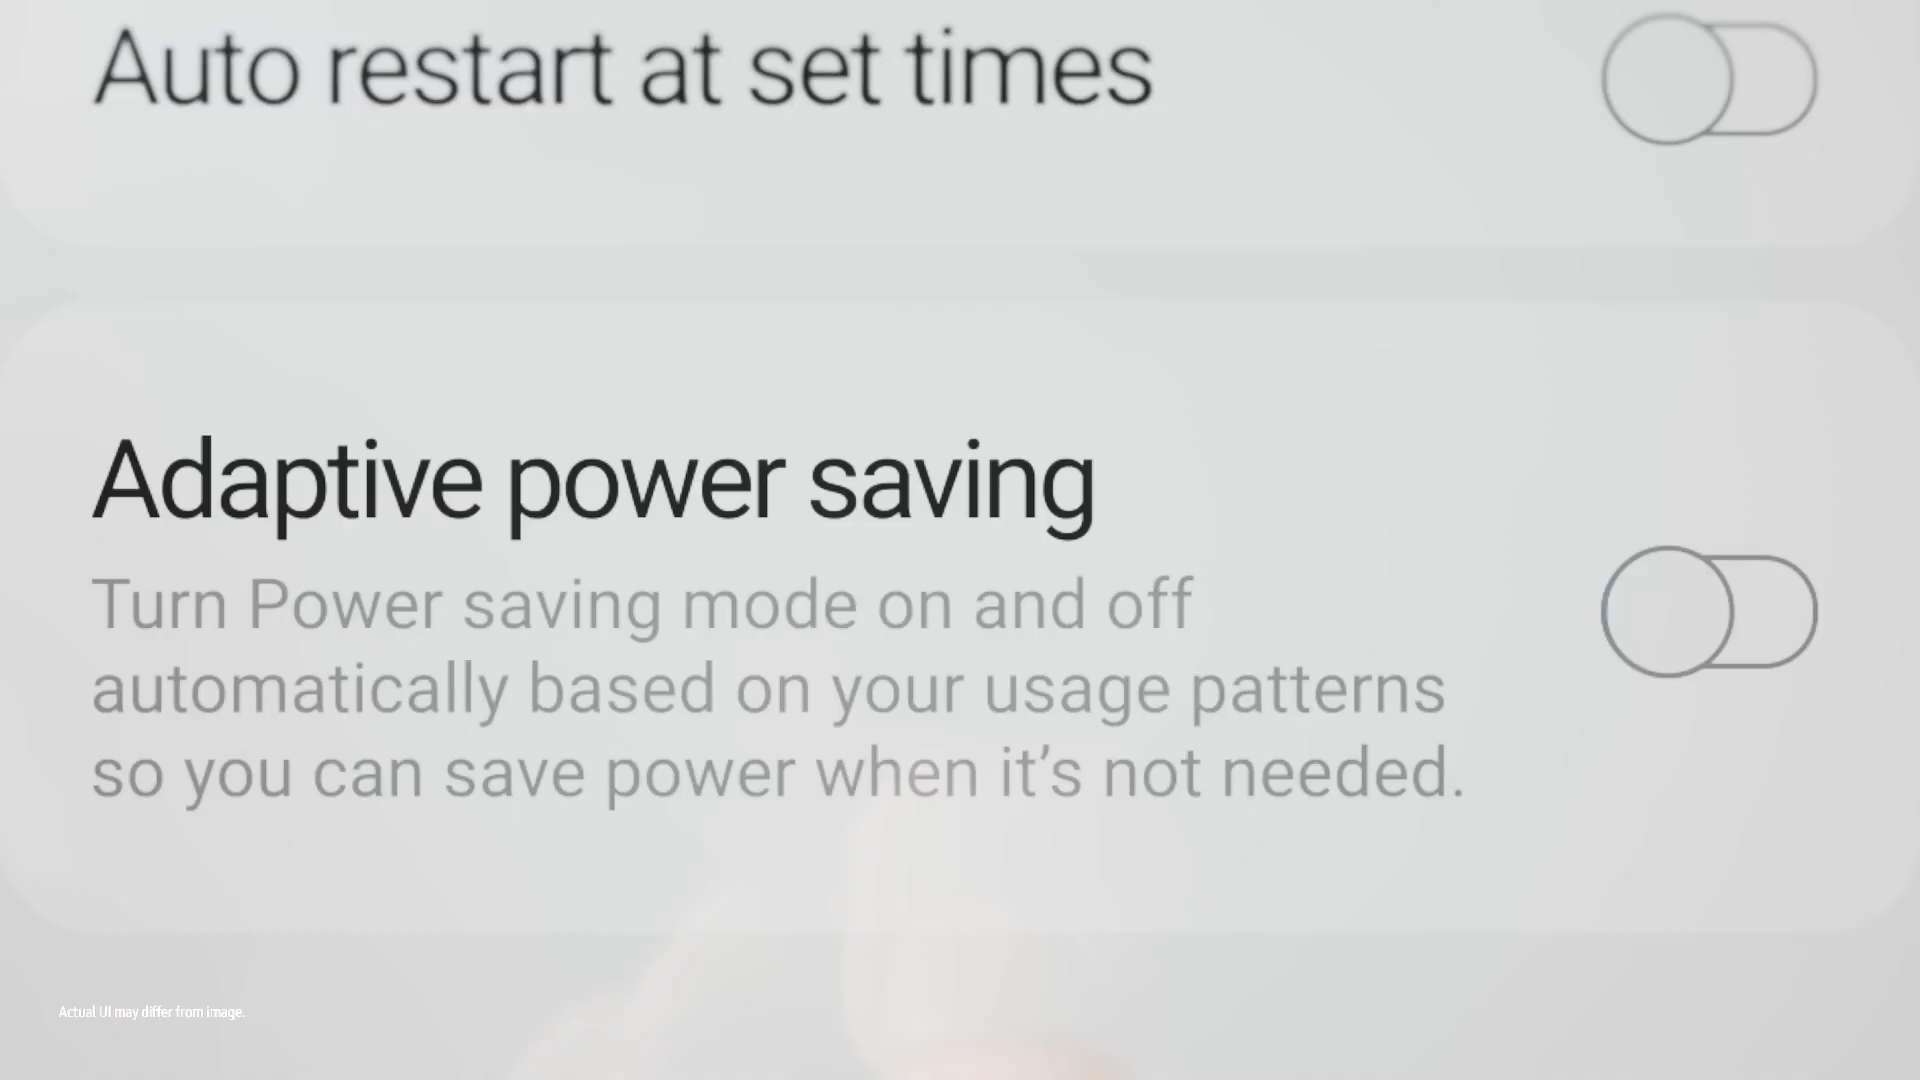 Auto restart at set times
Adaptive power saving
Turn Power saving mode on and off
automatically based on your usage patterns
so you can save power when it’s not needed.
Actual UI may differ from image.